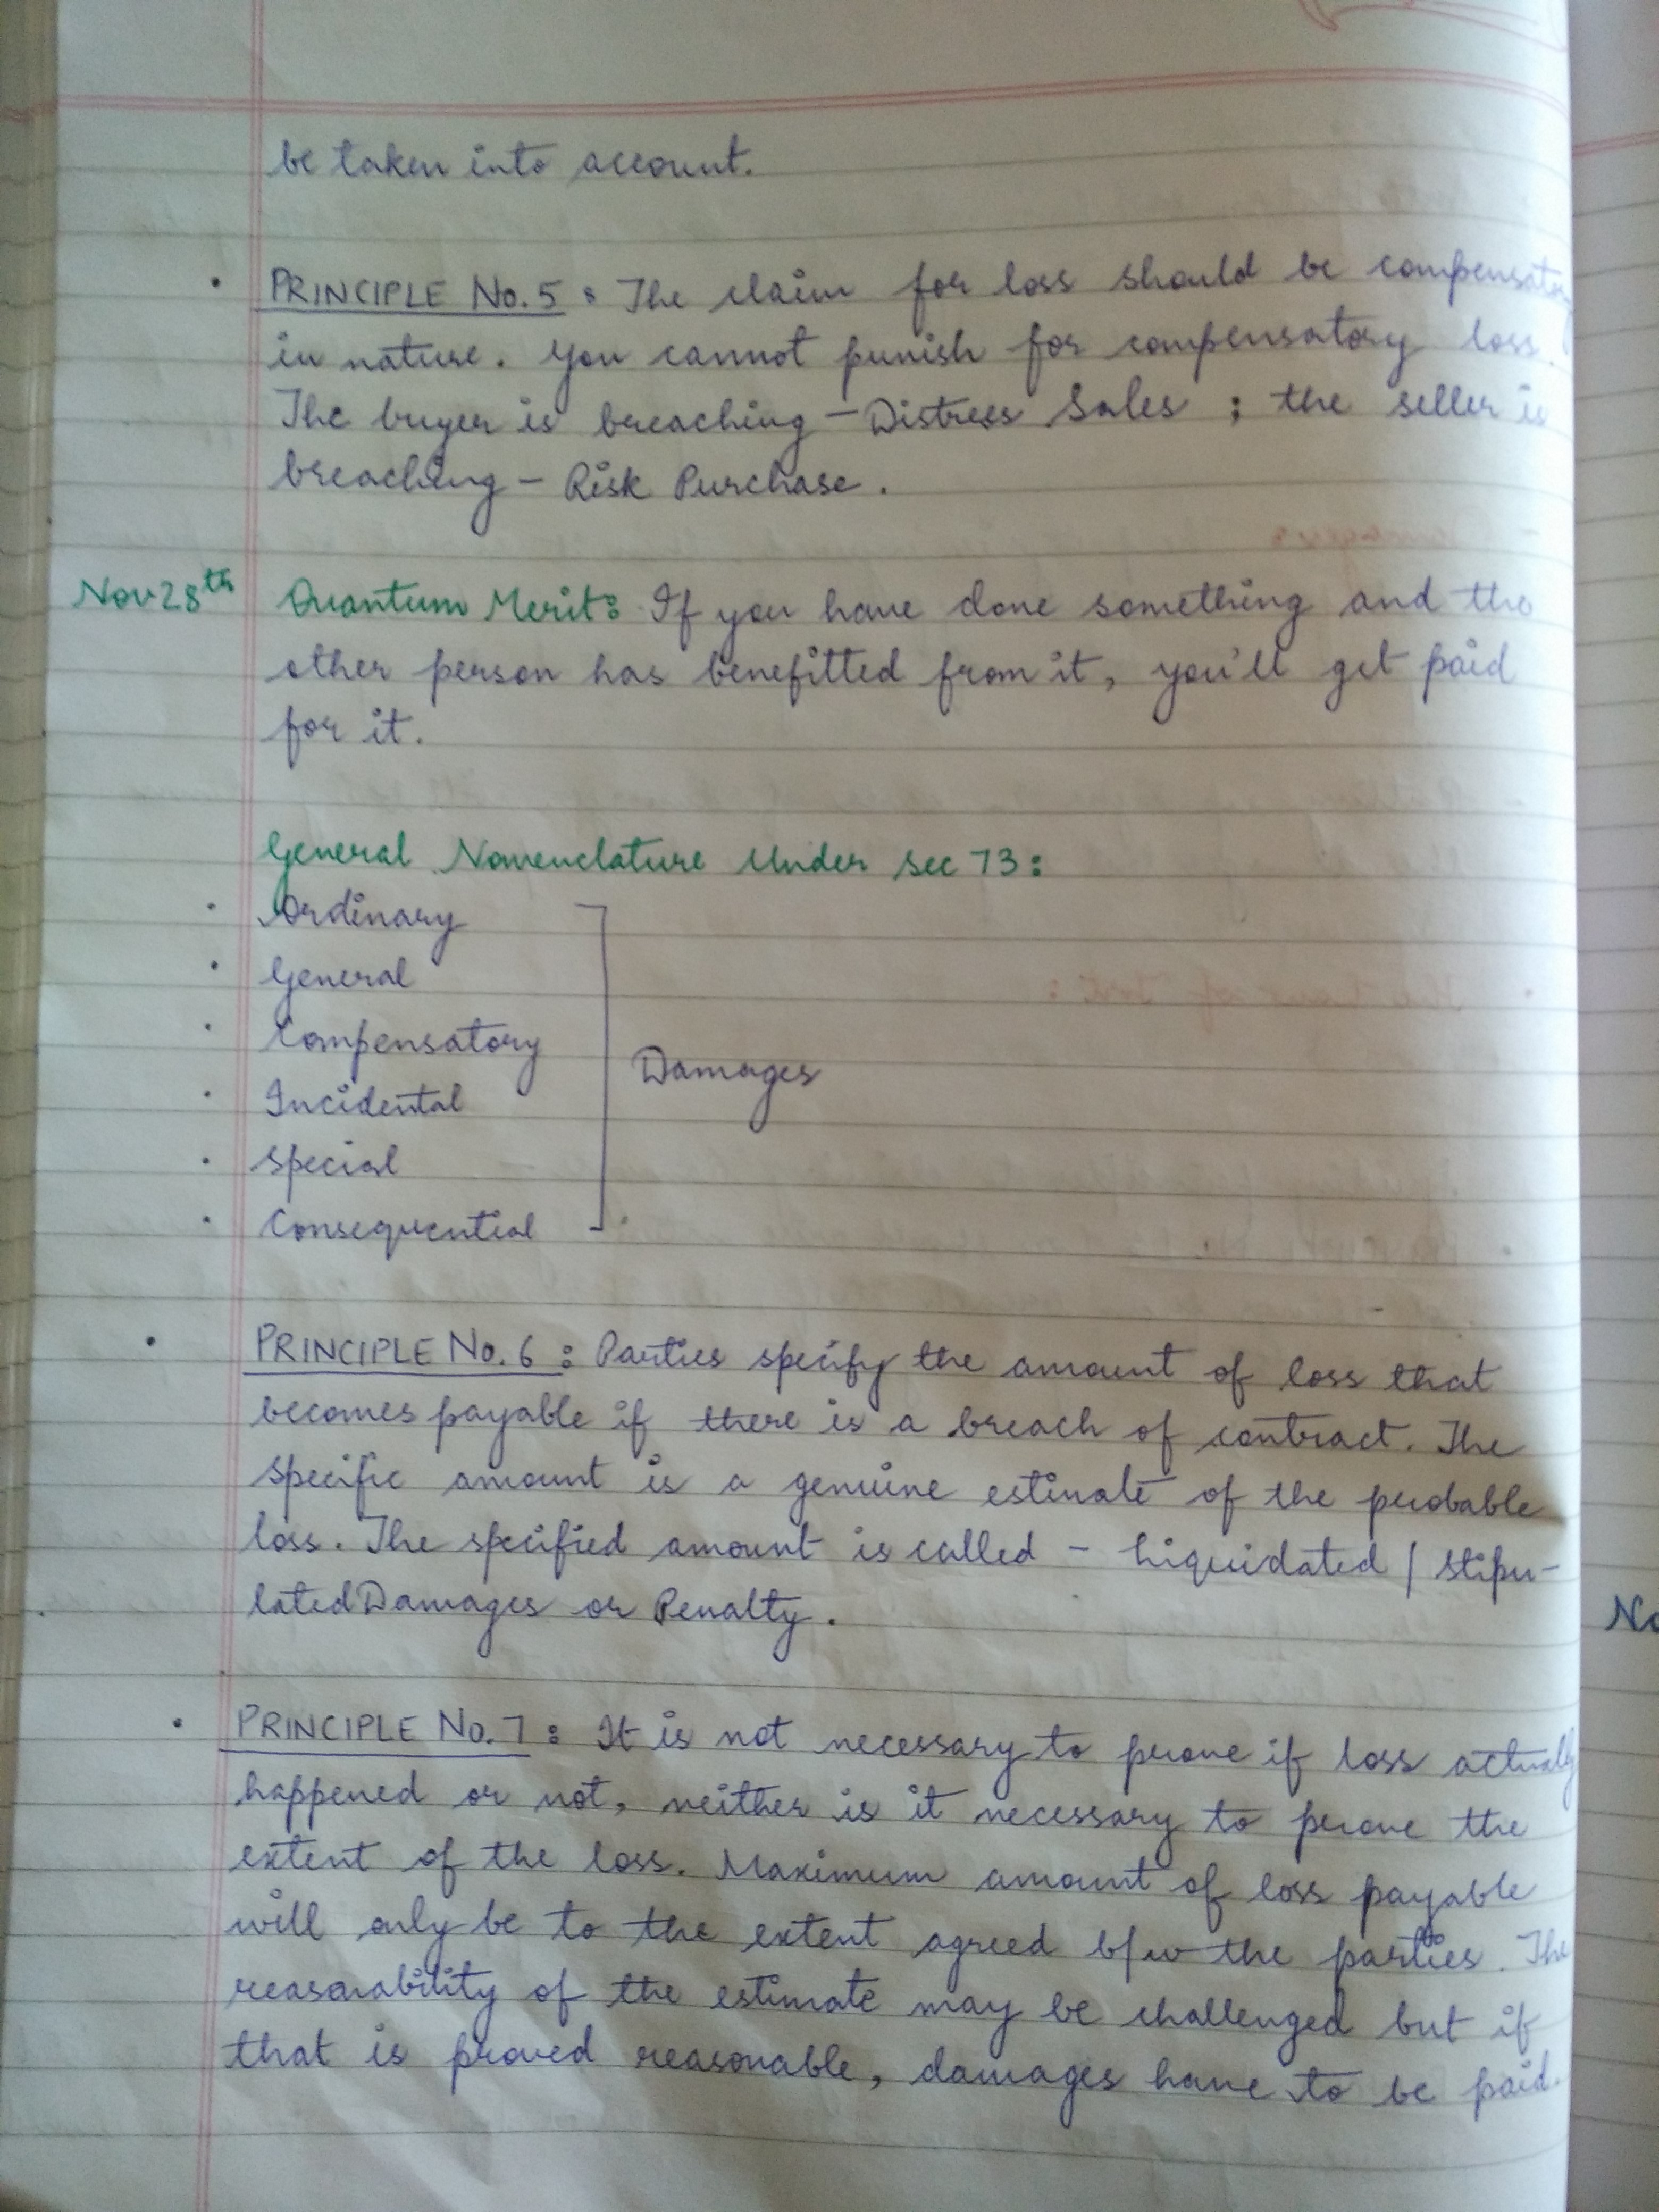 be taken into account.
• PRINCIPLE No. 5 : The claim for loss should be compensatory
in nature. You cannot punish for compensatory loss.
The buyer is breaching – Distress Sales ; the seller is
breaching – Risk Purchase.
Nov 28th Quantum Merit: If you have done something and the
other person has benefitted from it, you'll get paid
for it.
General Nomenclature Under Sec 73:
• Ordinary
• General
• Compensatory
Damages
• Incidental
• Special
• Consequential
• PRINCIPLE No. 6 : Parties specify the amount of loss that
becomes payable if there is a breach of contract. The
specific amount is a genuine estimate of the probable
loss. The specified amount is called – Liquidated / Stipu-
lated Damages or Penalty.
No
• PRINCIPLE No. 7 : It is not necessary to prove if loss actually
happened or not, neither is it necessary to prove the
extent of the loss. Maximum amount of loss payable
will only be to the extent agreed b/w the parties. The
reasonability of the estimate may be challenged but if
that is proved reasonable, damages have to be paid.